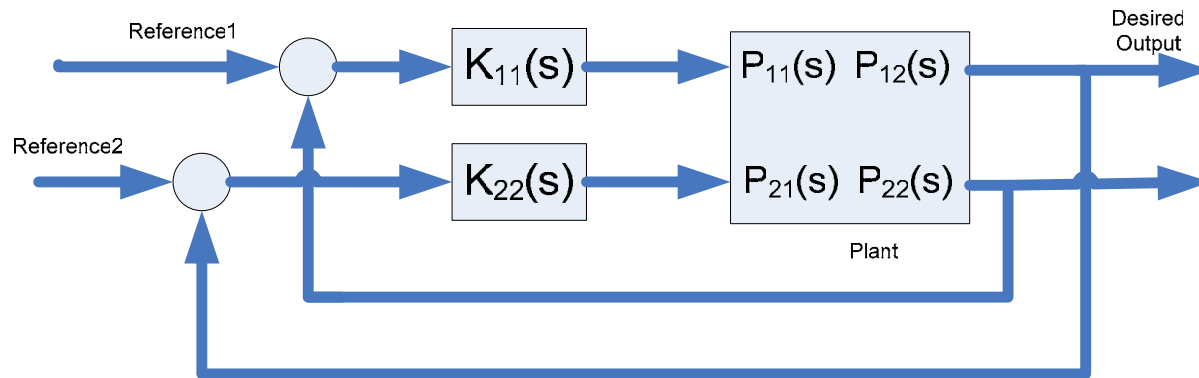 Reference1
Desired
Output
K₁₁(s)
P₁₁(s) P₁₂(s)
Reference2
K₂₂(s)
P₂₁(s) P₂₂(s)
Plant